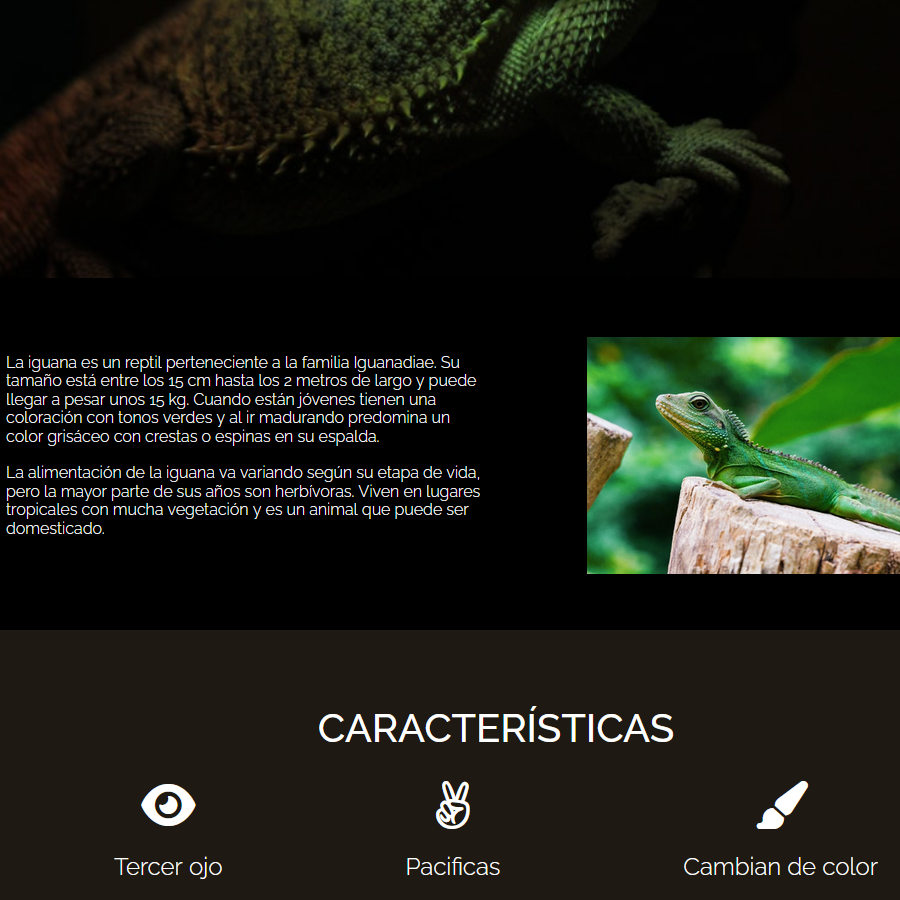 La iguana es un reptil perteneciente a la familia Iguanadiae. Su
tamaño está entre los 15 cm hasta los 2 metros de largo y puede
llegar a pesar unos 15 kg. Cuando están jóvenes tienen una
coloración con tonos verdes y al ir madurando predomina un
color grisáceo con crestas o espinas en su espalda.
La alimentación de la iguana va variando según su etapa de vida,
pero la mayor parte de sus años son herbívoras. Viven en lugares
tropicales con mucha vegetación y es un animal que puede ser
domesticado.
CARACTERÍSTICAS
Tercer ojo
Pacificas
Cambian de color